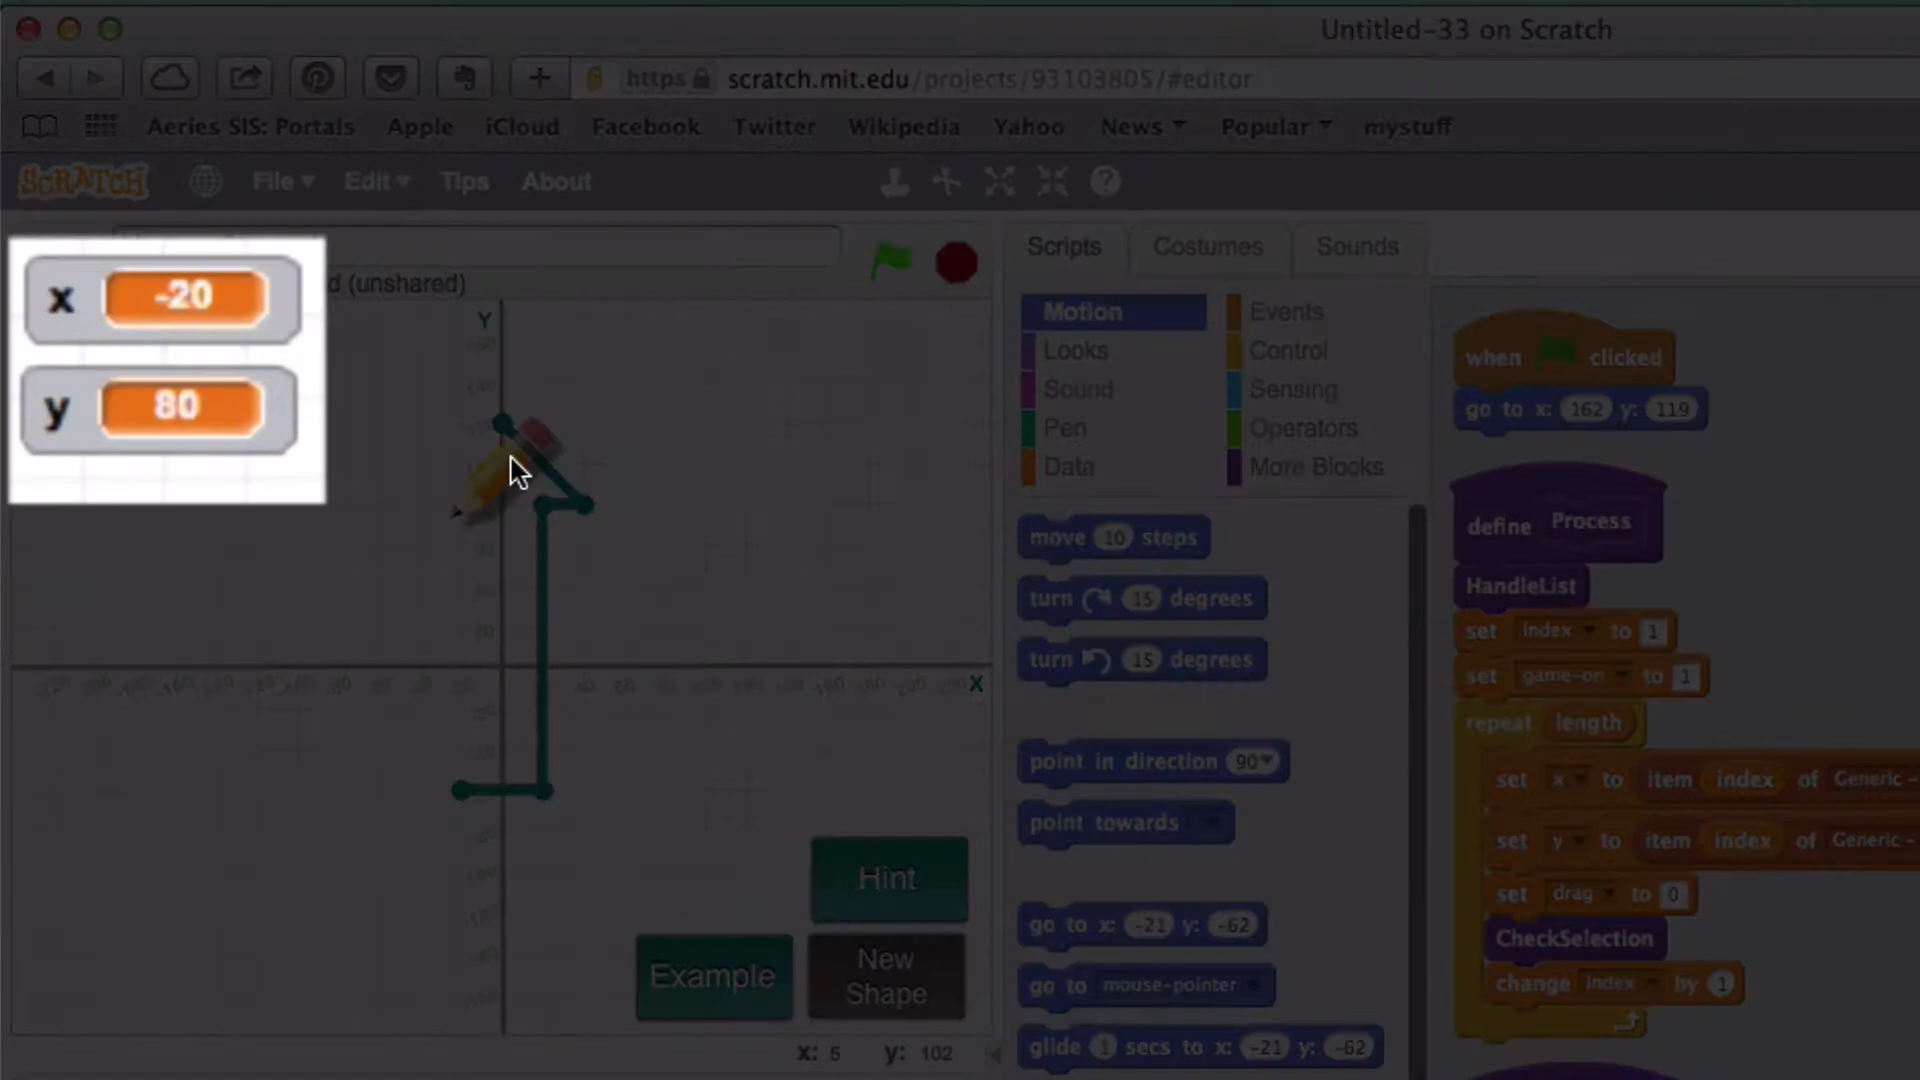 Untitled-33 on Scratch
https scratch.mit.edu/projects/93103805/#editor
Aeries SIS: Portals Apple iCloud Facebook Twitter Wikipedia Yahoo News Popular mystuff
SCRATCH File Edit Tips About
x -20
y 80
d (unshared)
Y
X
Hint
Example
New
Shape
x: 5 y: 102
Scripts Costumes Sounds
Motion Events
Looks Control
Sound Sensing
Pen Operators
Data More Blocks
move 10 steps
turn 15 degrees
turn 15 degrees
point in direction 90
point towards
go to x: -21 y: -62
go to mouse-pointer
glide 1 secs to x: -21 y: -62
when clicked
go to x: 162 y: 119
define Process
HandleList
set index to 1
set game-on to 1
repeat length
set x to item index of Generic -
set y to item index of Generic -
set drag to 0
CheckSelection
change index by 1